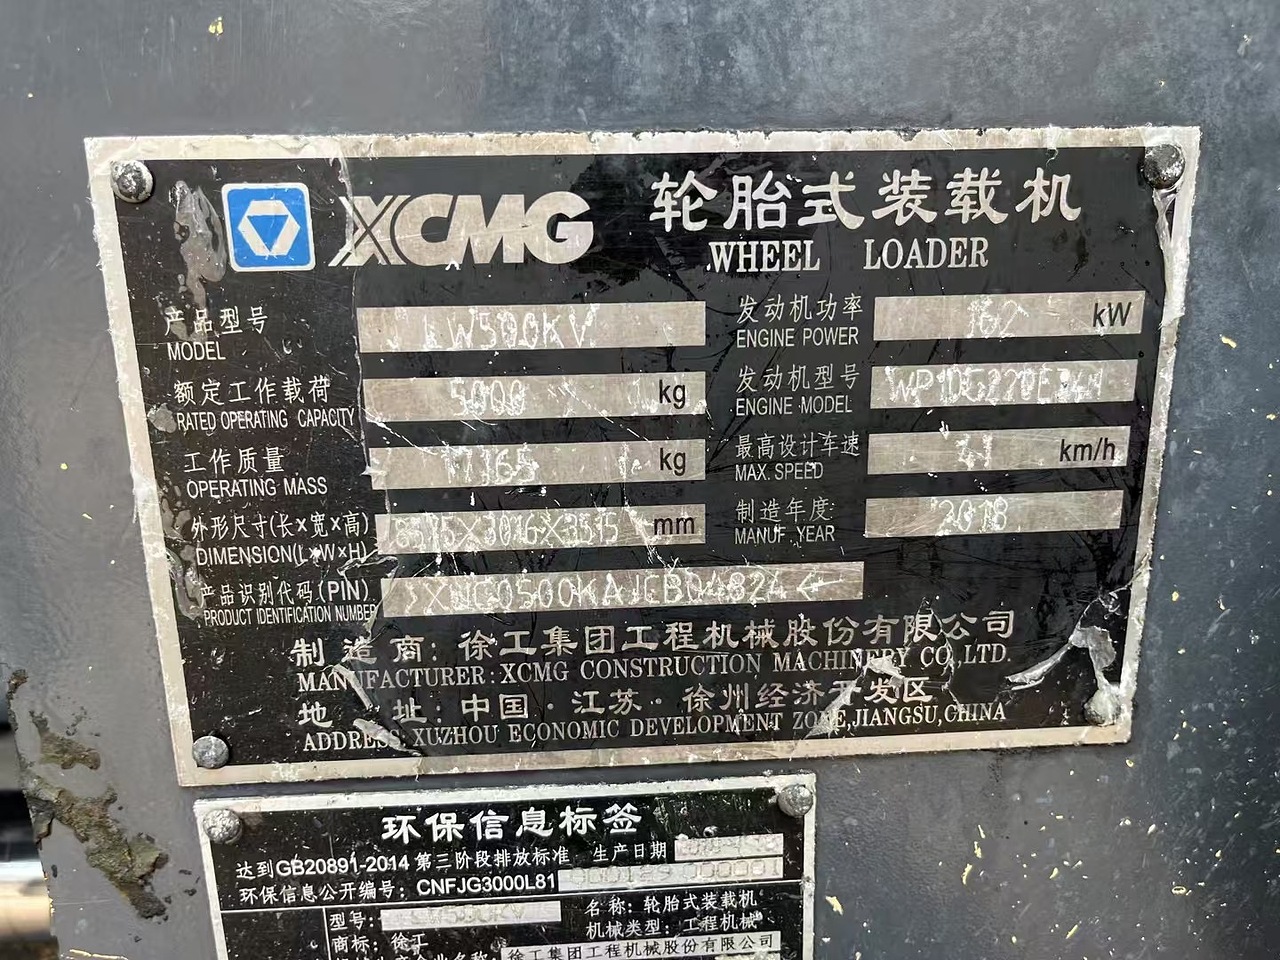 XCMG 轮胎式装载机
WHEEL LOADER
产品型号 LW500KV
MODEL
发动机功率 162 kW
ENGINE POWER
额定工作载荷 5000 kg
RATED OPERATING CAPACITY
发动机型号
ENGINE MODEL
工作质量 kg
OPERATING MASS
最高设计车速 41 km/h
MAX. SPEED
外形尺寸(长×宽×高) mm
DIMENSION(L×W×H)
制造年度: 2018
MANUF.YEAR
产品识别代码(PIN)
PRODUCT IDENTIFICATION NUMBER
制造商: 徐工集团工程机械股份有限公司
MANUFACTURER: XCMG CONSTRUCTION MACHINERY CO.,LTD.
地址: 中国·江苏·徐州经济开发区
ADDRESS: XUZHOU ECONOMIC DEVELOPMENT ZONE,JIANGSU,CHINA
环保信息标签
达到GB20891-2014 第三阶段排放标准 生产日期
环保信息公开编号: CNFJG3000L81
型号: 名称: 轮胎式装载机
商标: 徐工 机械类型: 工程机械
徐工集团工程机械股份有限公司